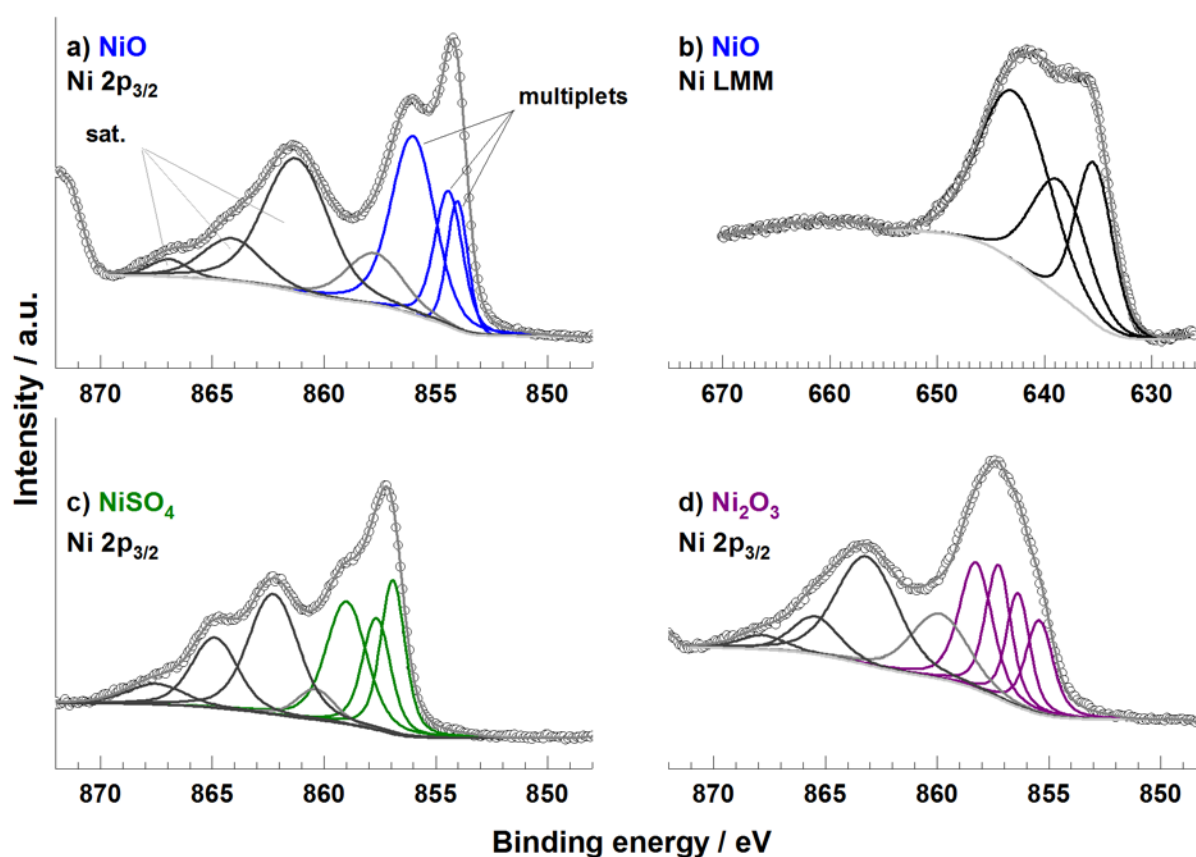 Intensity / a.u.
a) NiO
Ni 2p3/2
sat.
multiplets
870 865 860 855 850
b) NiO
Ni LMM
670 660 650 640 630
c) NiSO4
Ni 2p3/2
870 865 860 855 850
d) Ni2O3
Ni 2p3/2
870 865 860 855 850
Binding energy / eV